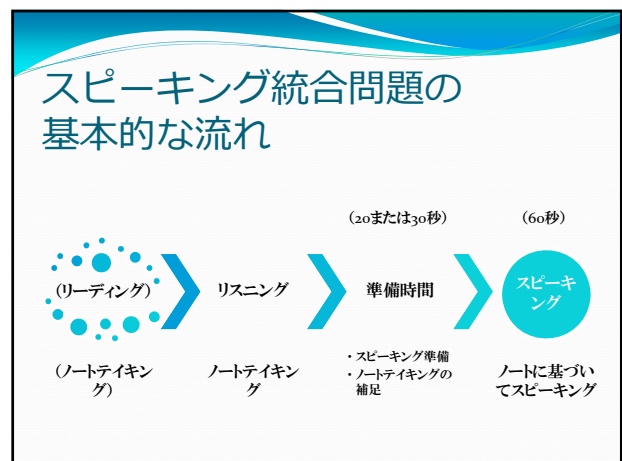 スピーキング統合問題の
基本的な流れ
(20または30秒)
(60秒)
(リーディング)
リスニング
準備時間
スピーキ
ング
(ノートテイキン
グ)
ノートテイキン
グ
・スピーキング準備
・ノートテイキングの
補足
ノートに基づい
てスピーキング